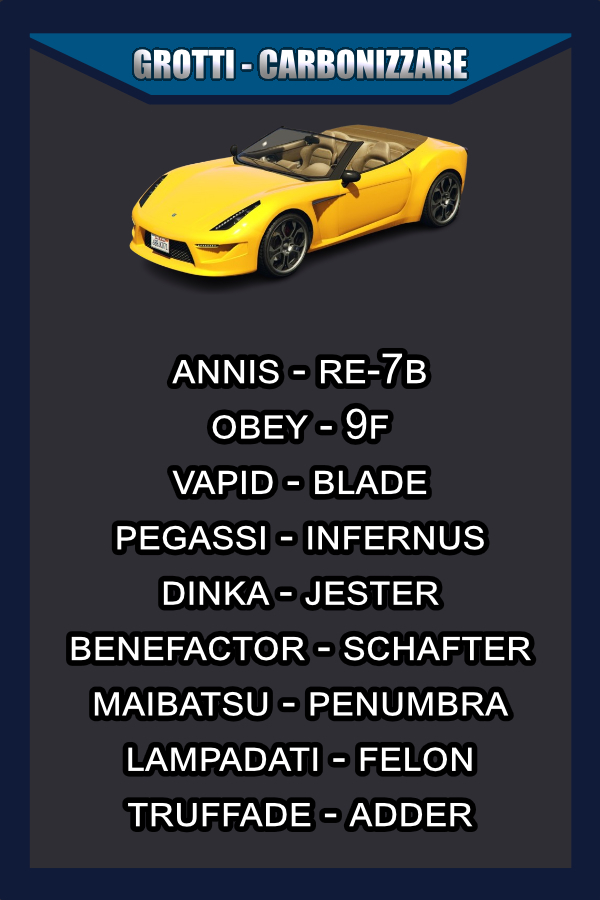 GROTTI - CARBONIZZARE
ANNIS - RE-7B
OBEY - 9F
VAPID - BLADE
PEGASSI - INFERNUS
DINKA - JESTER
BENEFACTOR - SCHAFTER
MAIBATSU - PENUMBRA
LAMPADATI - FELON
TRUFFADE - ADDER